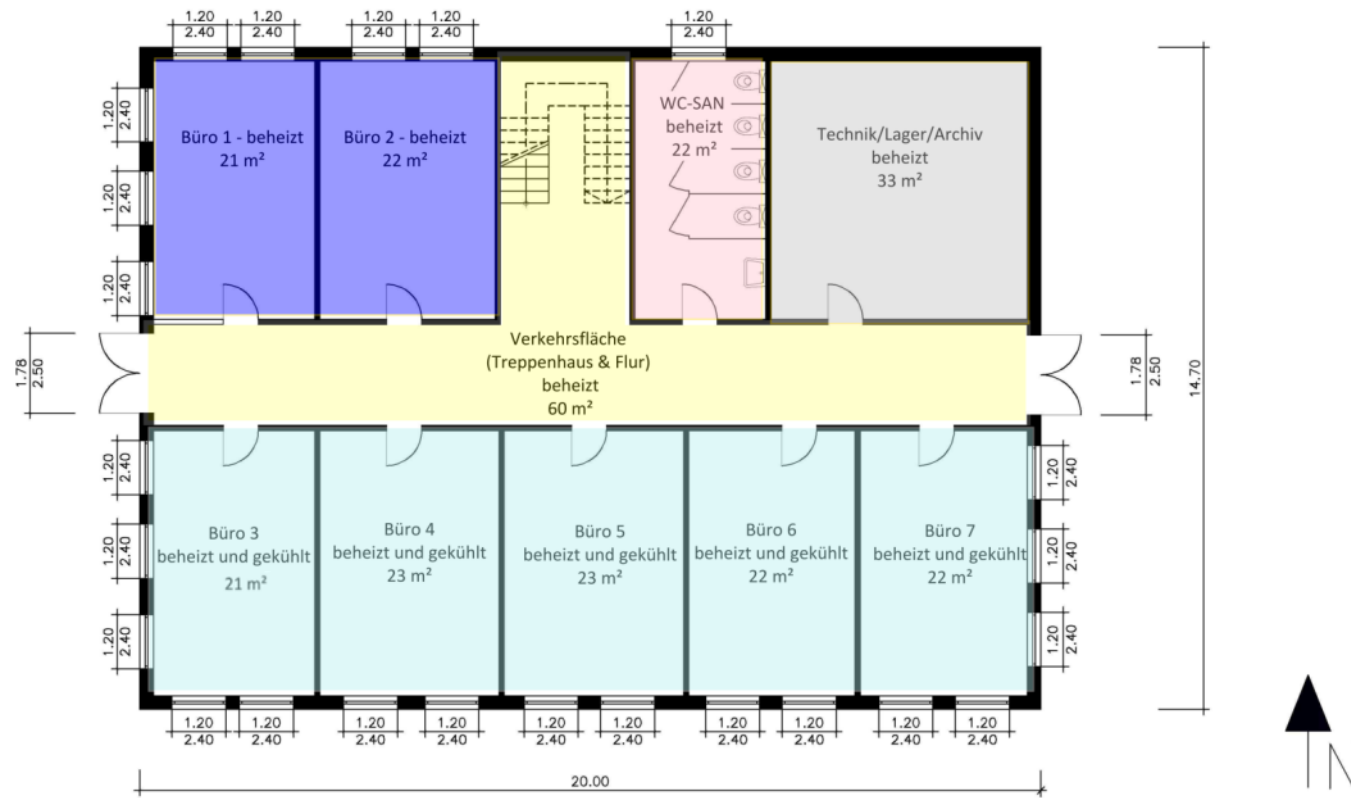 1.20 1.20 1.20 1.20 1.20
2.40 2.40 2.40 2.40 2.40
1.20
2.40
1.20
2.40
1.20
2.40
Büro 1 - beheizt
21 m²
Büro 2 - beheizt
22 m²
WC-SAN
beheizt
22 m²
Technik/Lager/Archiv
beheizt
33 m²
1.78
2.50
Verkehrsfläche
(Treppenhaus & Flur)
beheizt
60 m²
1.78
2.50
14.70
1.20
2.40
1.20
2.40
1.20
2.40
Büro 3
beheizt und gekühlt
21 m²
Büro 4
beheizt und gekühlt
23 m²
Büro 5
beheizt und gekühlt
23 m²
Büro 6
beheizt und gekühlt
22 m²
Büro 7
beheizt und gekühlt
22 m²
1.20
2.40
1.20
2.40
1.20
2.40
1.20 1.20 1.20 1.20 1.20 1.20 1.20 1.20 1.20 1.20
2.40 2.40 2.40 2.40 2.40 2.40 2.40 2.40 2.40 2.40
20.00
N